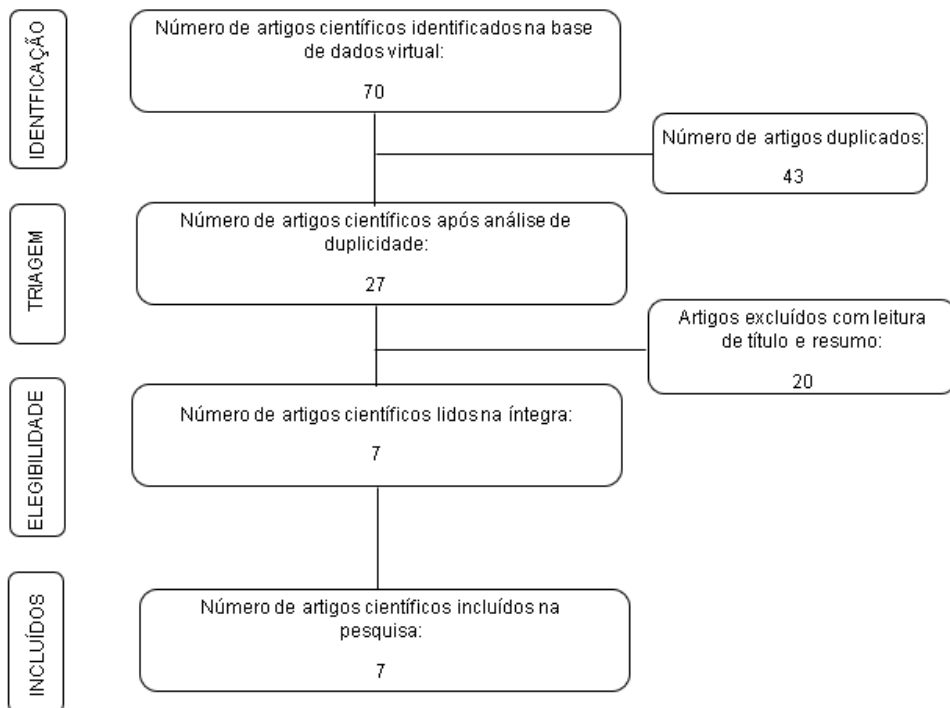 IDENTFICAÇÃO
Número de artigos científicos identificados na base
de dados virtual:
70
Número de artigos duplicados:
43
TRIAGEM
Número de artigos científicos após análise de
duplicidade:
27
Artigos excluídos com leitura
de título e resumo:
20
ELEGIBILIDADE
Número de artigos científicos lidos na íntegra:
7
INCLUÍDOS
Número de artigos científicos incluídos na
pesquisa:
7